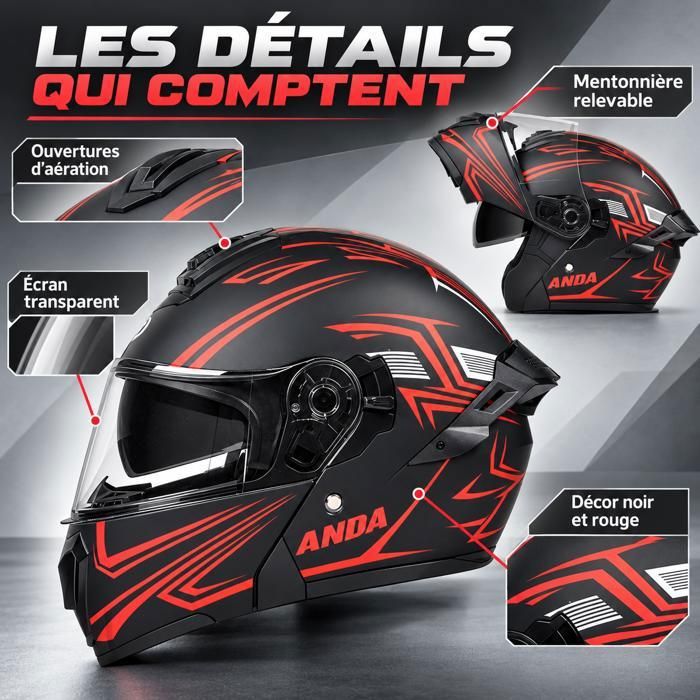 LES DÉTAILS
QUI COMPTENT
Mentonnière
relevable
Ouvertures
d'aération
Écran
transparent
ANDA
ANDA
Décor noir
et rouge